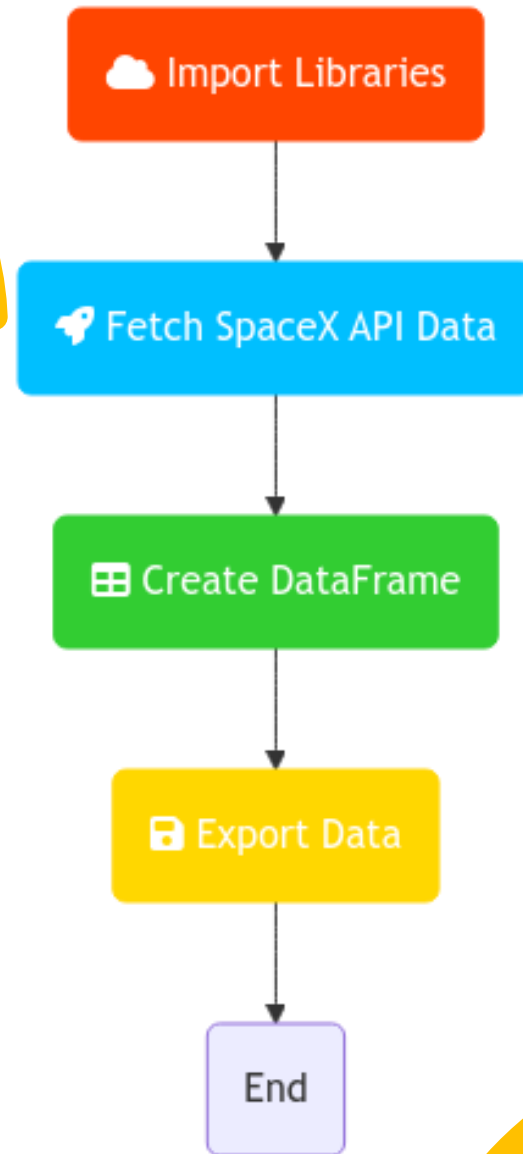 Import Libraries
Fetch SpaceX API Data
Create DataFrame
Export Data
End